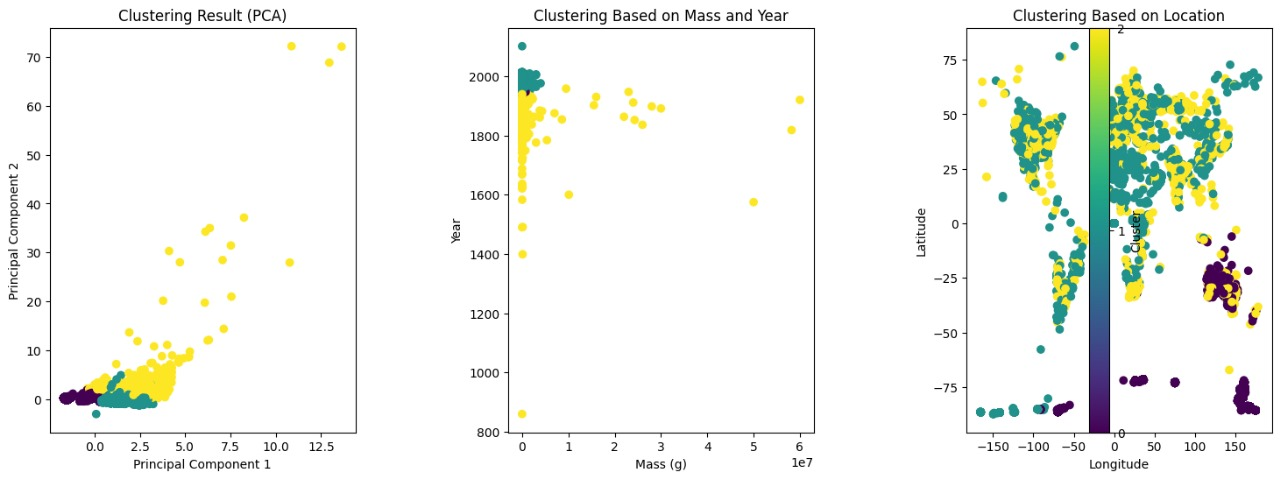 Clustering Result (PCA)
70
60
50
40
30
20
10
0
0.0 2.5 5.0 7.5 10.0 12.5
Principal Component 1
Principal Component 2
Clustering Based on Mass and Year
2000
1800
1600
1400
1200
1000
800
0 1 2 3 4 5 6
1e7
Mass (g)
Year
Clustering Based on Location
75
50
25
0
−25
−50
−75
−150 −100 −50 0 50 100 150
Longitude
Latitude
2
1
0
Cluster